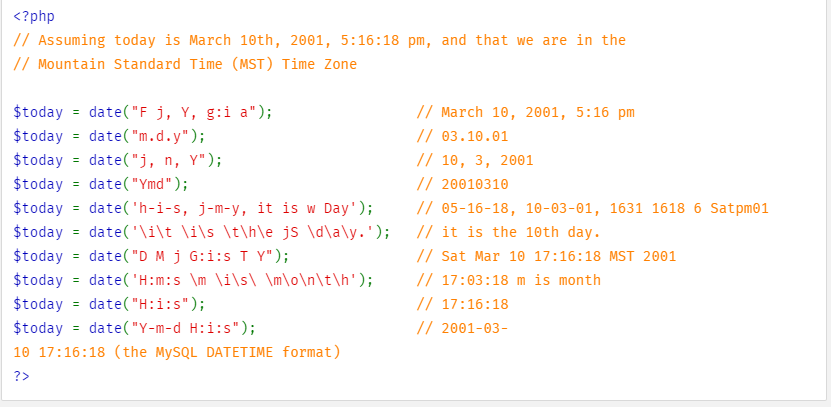 <?php
// Assuming today is March 10th, 2001, 5:16:18 pm, and that we are in the
// Mountain Standard Time (MST) Time Zone
$today = date("F j, Y, g:i a");                 // March 10, 2001, 5:16 pm
$today = date("m.d.y");                         // 03.10.01
$today = date("j, n, Y");                       // 10, 3, 2001
$today = date("Ymd");                           // 20010310
$today = date('h-i-s, j-m-y, it is w Day');     // 05-16-18, 10-03-01, 1631 1618 6 Satpm01
$today = date('\i\t \i\s \t\h\e jS \d\a\y.');   // it is the 10th day.
$today = date("D M j G:i:s T Y");               // Sat Mar 10 17:16:18 MST 2001
$today = date('H:m:s \m \i\s\ \m\o\n\t\h');     // 17:03:18 m is month
$today = date("H:i:s");                         // 17:16:18
$today = date("Y-m-d H:i:s");                   // 2001-03-
10 17:16:18 (the MySQL DATETIME format)
?>